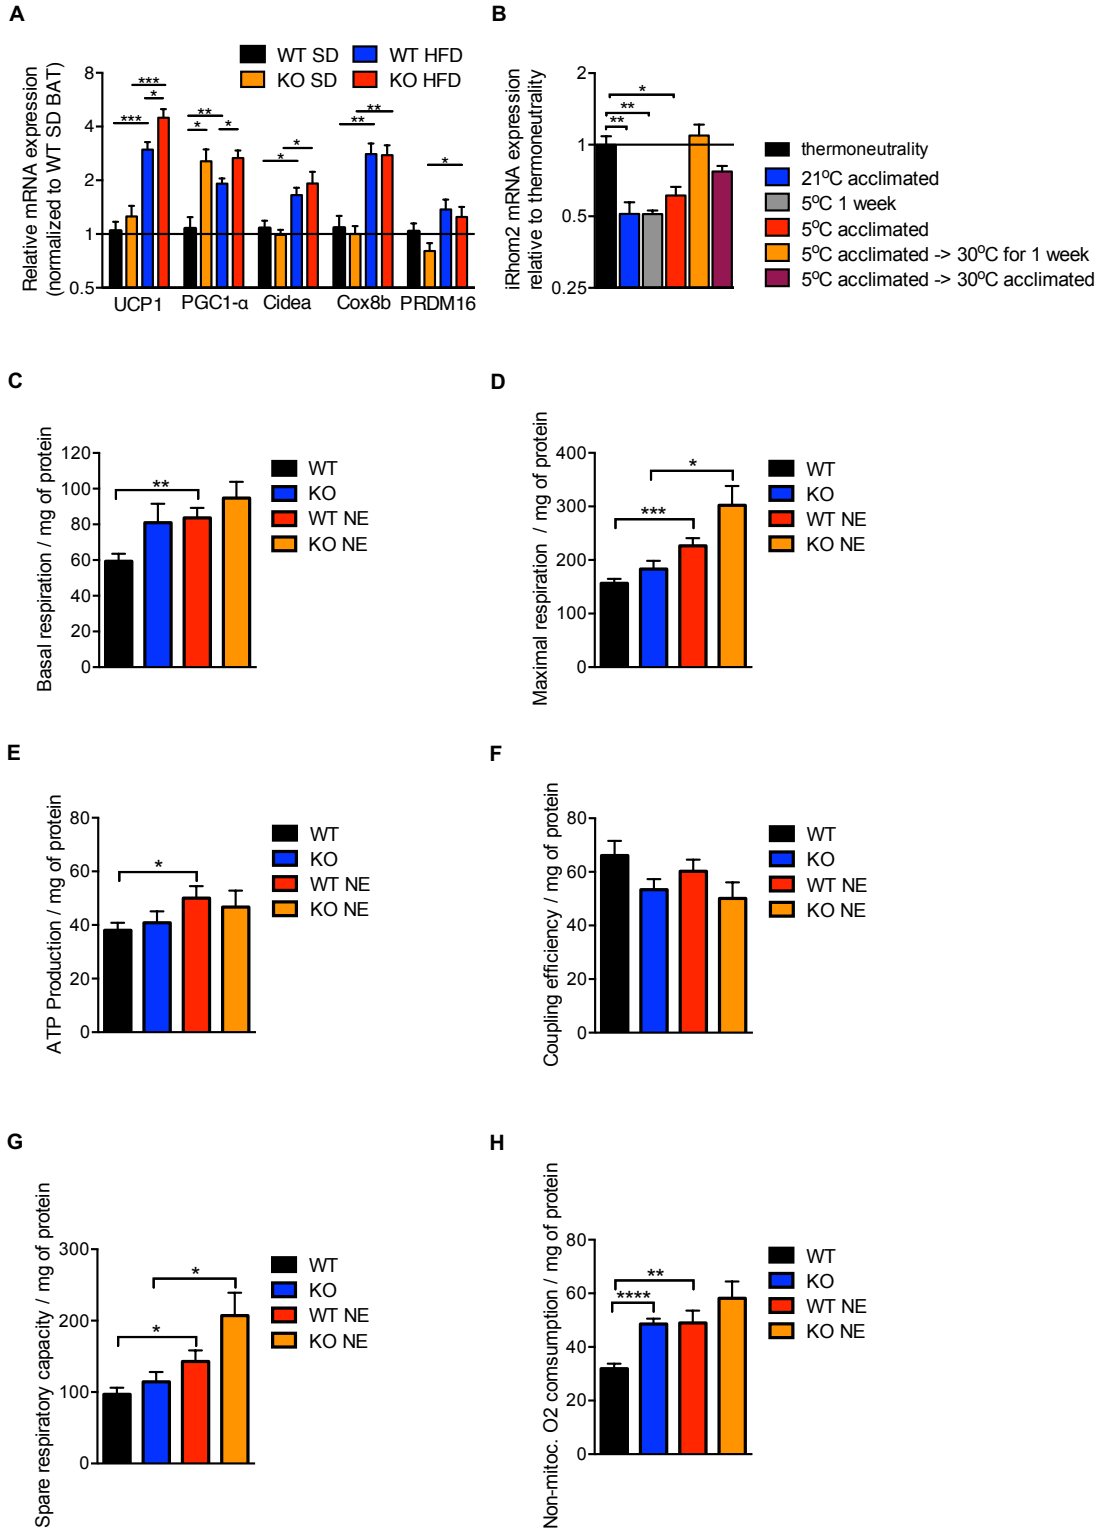 A
Relative mRNA expression
(normalized to WT SD BAT)
WT SD
WT HFD
KO SD
KO HFD
8
4
2
1
0.5
***
***
*
**
*
*
*
*
**
**
*
UCP1
PGC1-α
Cidea
Cox8b
PRDM16
B
iRhom2 mRNA expression
relative to thermoneutrality
2
1
0.5
0.25
*
**
**
thermoneutrality
21ºC acclimated
5ºC 1 week
5ºC acclimated
5ºC acclimated -> 30ºC for 1 week
5ºC acclimated -> 30ºC acclimated
C
Basal respiration / mg of protein
120
100
80
60
40
20
0
**
WT
KO
WT NE
KO NE
D
Maximal respiration / mg of protein
400
300
200
100
0
*
***
WT
KO
WT NE
KO NE
E
ATP Production / mg of protein
80
60
40
20
0
*
WT
KO
WT NE
KO NE
F
Coupling efficiency / mg of protein
80
60
40
20
0
WT
KO
WT NE
KO NE
G
Spare respiratory capacity / mg of protein
300
200
100
0
*
*
WT
KO
WT NE
KO NE
H
Non-mitoc. O2 comsumption / mg of protein
80
60
40
20
0
**
****
WT
KO
WT NE
KO NE